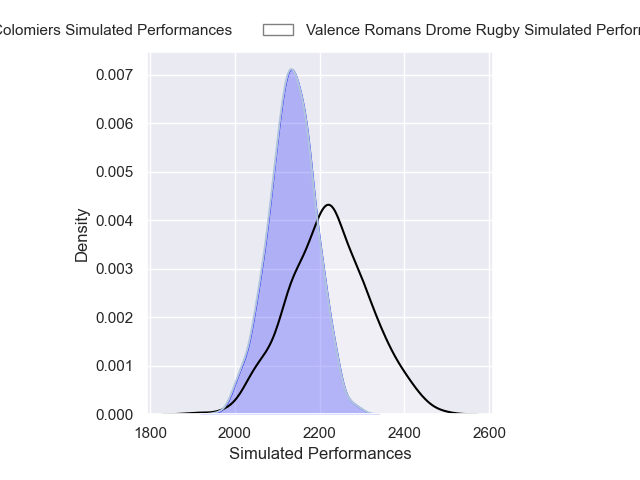 Colomiers Simulated Performances
Valence Romans Drome Rugby Simulated
0.007
0.006
0.005
0.004
0.003
0.002
0.001
0.000
Density
1800 2000 2200 2400 2600
Simulated Performances